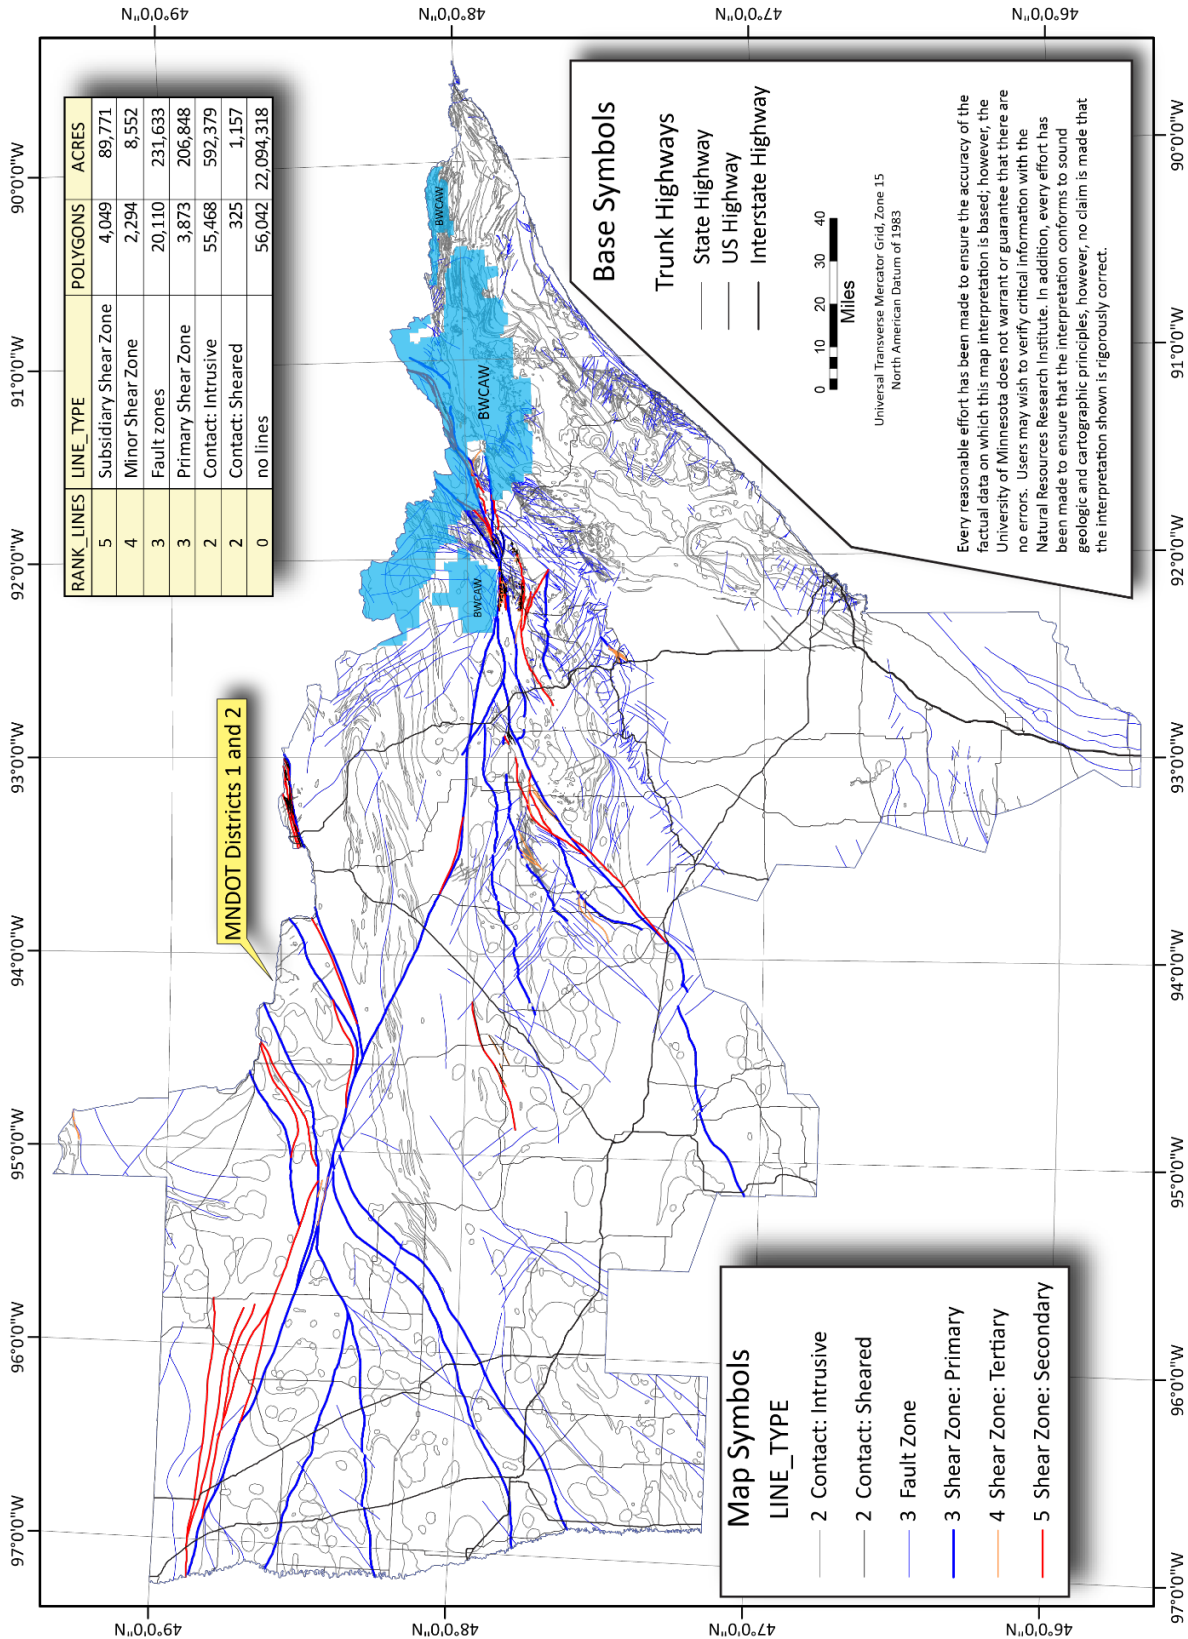 97°0'0"W 96°0'0"W 95°0'0"W 94°0'0"W 93°0'0"W 92°0'0"W 91°0'0"W 90°0'0"W
49°0'0"N
48°0'0"N
47°0'0"N
46°0'0"N
49°0'0"N
48°0'0"N
47°0'0"N
46°0'0"N
MNDOT Districts 1 and 2
RANK_LINES LINE_TYPE POLYGONS ACRES
5 Subsidiary Shear Zone 4,049 89,771
4 Minor Shear Zone 2,294 8,552
3 Fault zones 20,110 231,633
3 Primary Shear Zone 3,873 206,848
2 Contact: Intrusive 55,468 592,379
2 Contact: Sheared 325 1,157
0 no lines 56,042 22,094,318
BWCAW
BWCAW
BWCAW
Map Symbols
LINE_TYPE
2 Contact: Intrusive
2 Contact: Sheared
3 Fault Zone
3 Shear Zone: Primary
4 Shear Zone: Tertiary
5 Shear Zone: Secondary
Base Symbols
Trunk Highways
State Highway
US Highway
Interstate Highway
0 10 20 30 40
Miles
Universal Transverse Mercator Grid, Zone 15
North American Datum of 1983
Every reasonable effort has been made to ensure the accuracy of the
factual data on which this map interpretation is based; however, the
University of Minnesota does not warrant or guarantee that there are
no errors. Users may wish to verify critical information with the
Natural Resources Research Institute. In addition, every effort has
been made to ensure that the interpretation conforms to sound
geologic and cartographic principles, however, no claim is made that
the interpretation shown is rigorously correct.
97°0'0"W 96°0'0"W 95°0'0"W 94°0'0"W 93°0'0"W 92°0'0"W 91°0'0"W 90°0'0"W